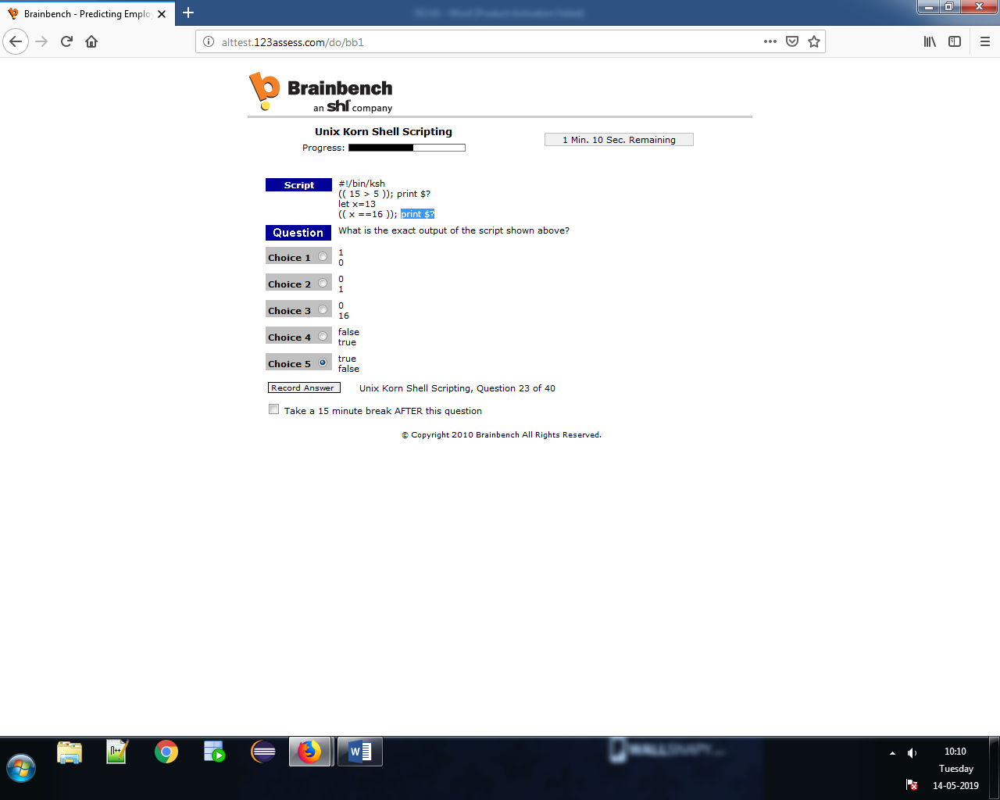 Brainbench - Predicting Emplo
alttest.123assess.com/do/bb1
Brainbench
an shl company
Unix Korn Shell Scripting
Progress:
1 Min. 10 Sec. Remaining
Script
#!/bin/ksh
(( 15 > 5 )); print $?
let x=13
(( x ==16 )); print $?
Question
What is the exact output of the script shown above?
Choice 1
1
0
Choice 2
0
1
Choice 3
0
16
Choice 4
false
true
Choice 5
true
false
Record Answer
Unix Korn Shell Scripting, Question 23 of 40
Take a 15 minute break AFTER this question
© Copyright 2010 Brainbench All Rights Reserved.
10:10
Tuesday
14-05-2019